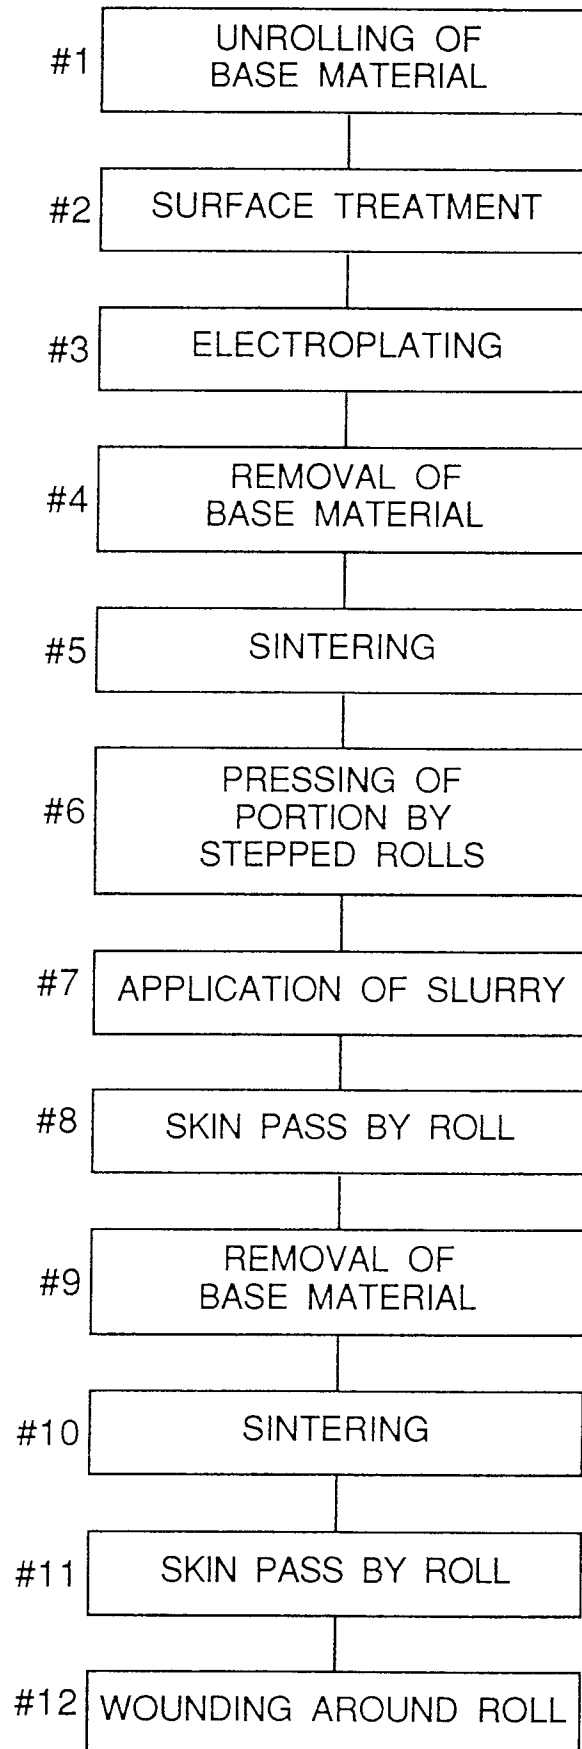 #1
UNROLLING OF
BASE MATERIAL
#2
SURFACE TREATMENT
#3
ELECTROPLATING
#4
REMOVAL OF
BASE MATERIAL
#5
SINTERING
#6
PRESSING OF
PORTION BY
STEPPED ROLLS
#7
APPLICATION OF SLURRY
#8
SKIN PASS BY ROLL
#9
REMOVAL OF
BASE MATERIAL
#10
SINTERING
#11
SKIN PASS BY ROLL
#12
WOUNDING AROUND ROLL